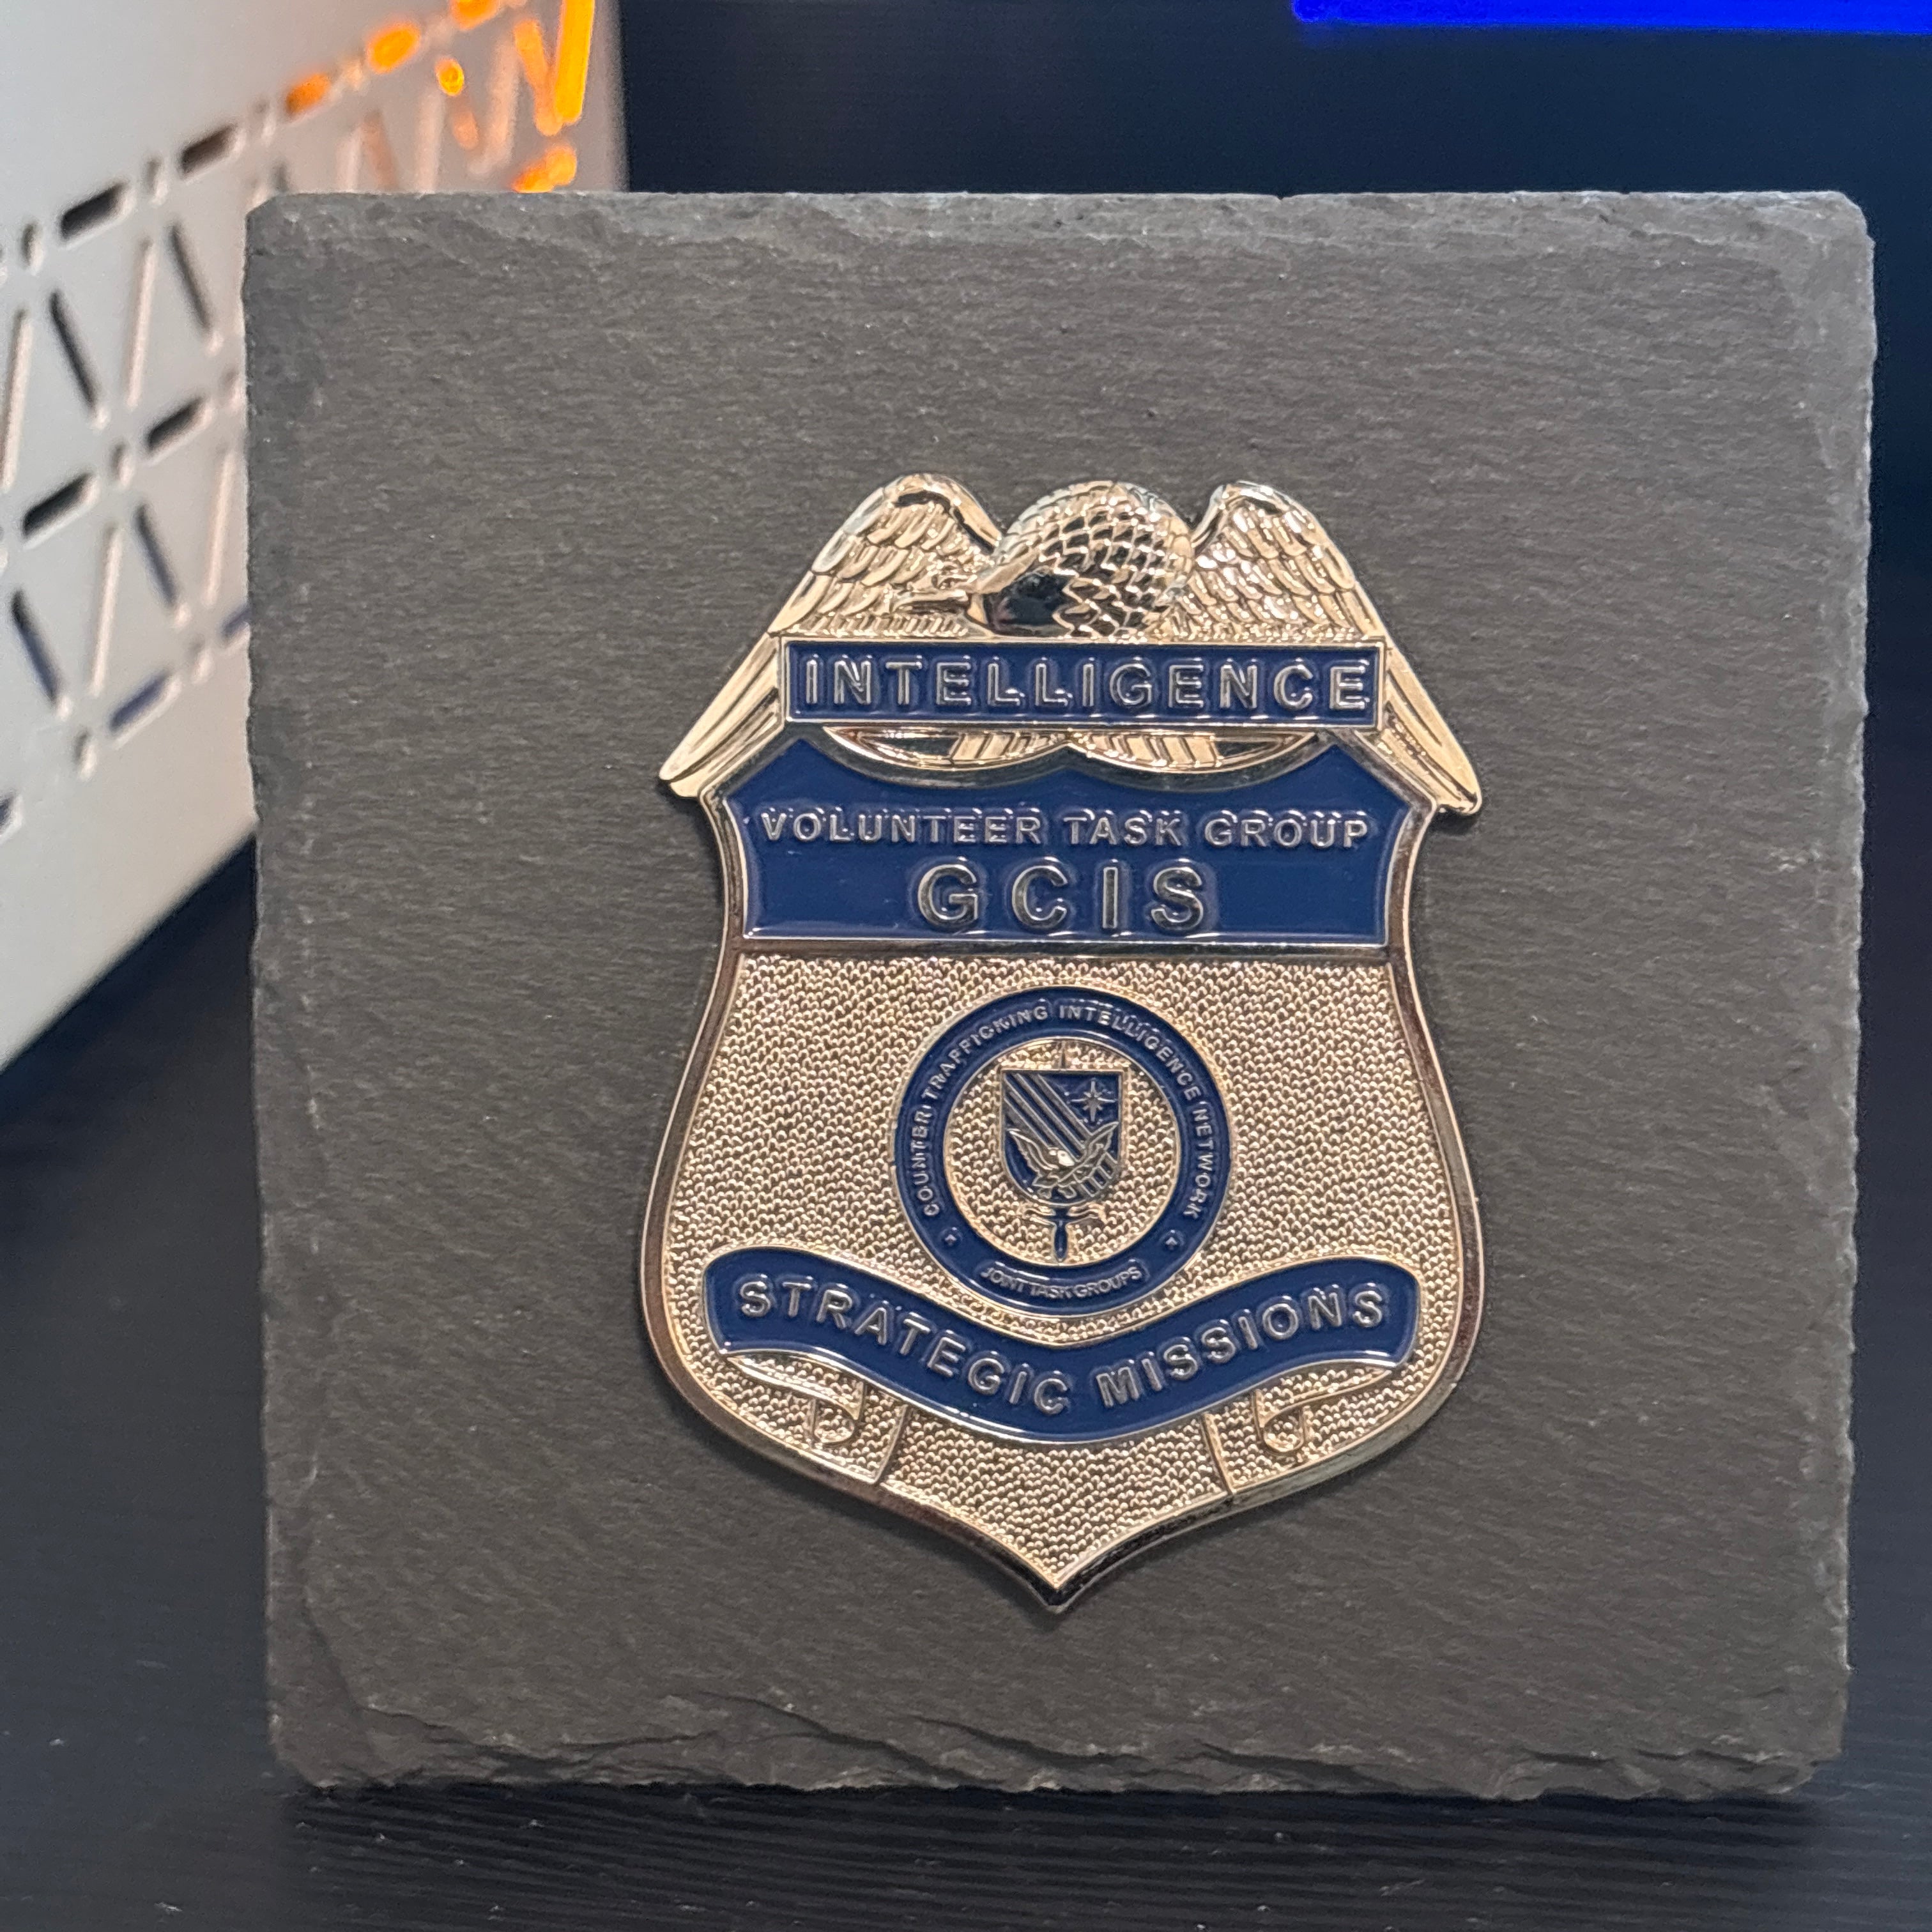 INTELLIGENCE
VOLUNTEER TASK GROUP
GCIS
COUNTER TRAFFICKING INTELLIGENCE NETWORK
JOINT TASK GROUPS
STRATEGIC MISSIONS